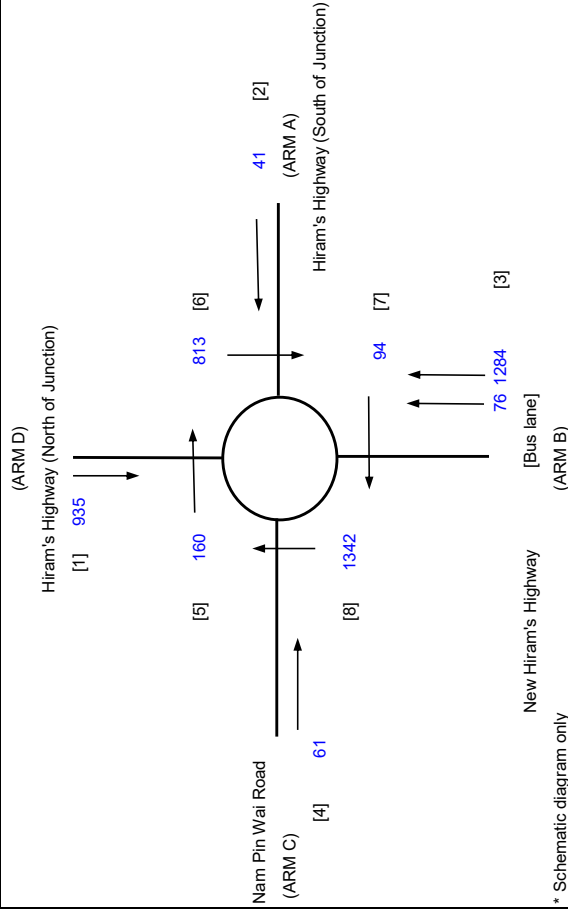 (ARM D)
Hiram's Highway (North of Junction)
935
[1]
813
[6]
160
[5]
41
[2]
(ARM A)
Hiram's Highway (South of Junction)
94
[7]
76 1284
[3]
[Bus lane]
(ARM B)
New Hiram's Highway
1342
[8]
61
[4]
Nam Pin Wai Road
(ARM C)
* Schematic diagram only